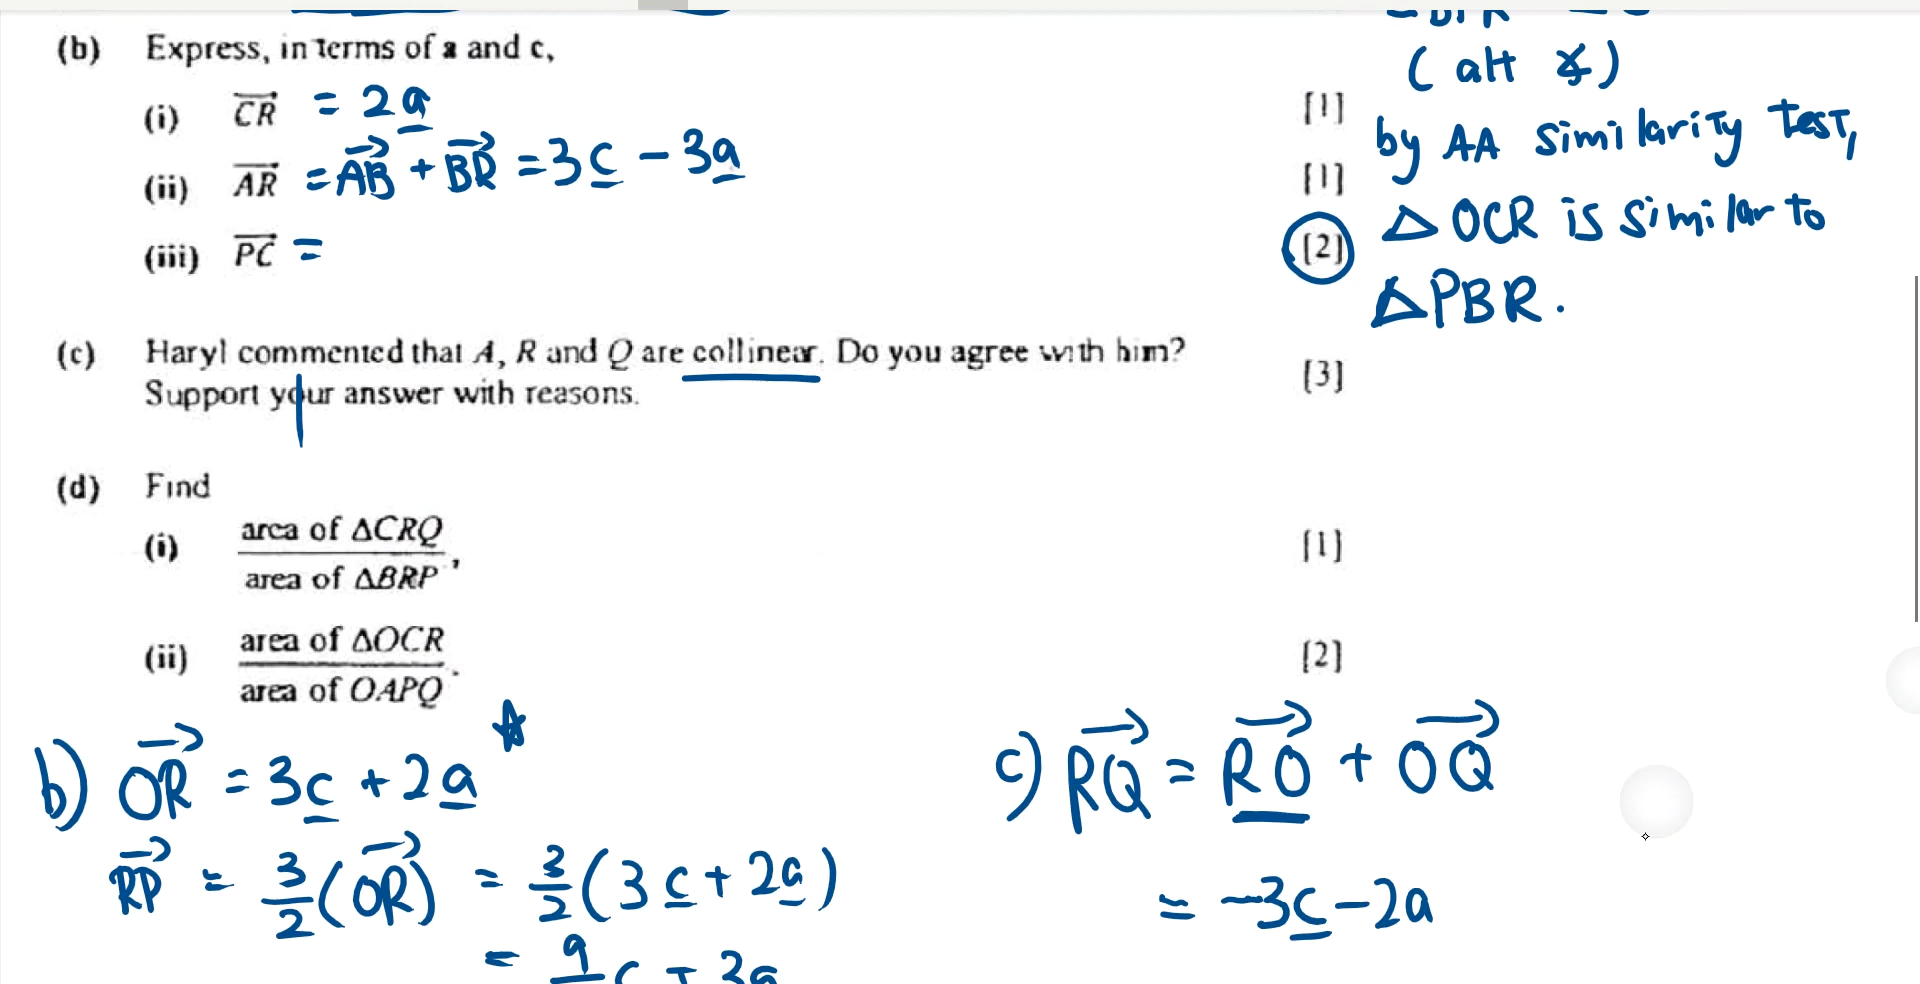 (b) Express, in terms of a and c,
(i) CR = 2a [1]
(ii) AR = AB + BR = 3c - 3a [1]
(iii) PC = [2]
(alt ∡)
by AA Similarity Test,
△ OCR is similar to
△PBR.
(c) Haryl commented that A, R and Q are collinear. Do you agree with him?
Support your answer with reasons. [3]
(d) Find
(i) area of △CRQ [1]
area of △BRP ,
(ii) area of △OCR [2]
area of OAPQ .
b) OR = 3c + 2a
RP = 3/2 (OR) = 3/2 (3c + 2a)
= 9 c + 3a
c) RQ = RO + OQ
= -3c - 2a